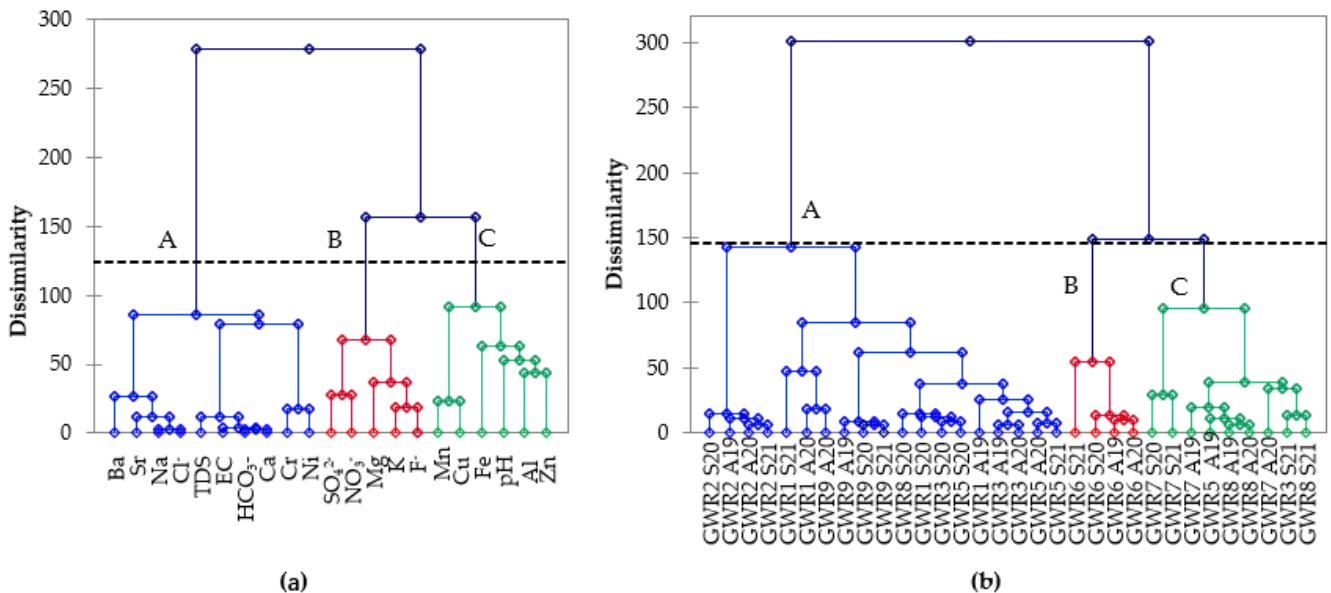 Dissimilarity
300
250
200
150
100
50
0
A
B
C
Ba
Sr
Na
Cl⁻
TDS
EC
HCO₃-
Ca
Cr
Ni
SO₄²⁻
NO₃⁻
Mg
K
F⁻
Mn
Cu
Fe
pH
Al
Zn
(a)
Dissimilarity
300
250
200
150
100
50
0
A
B
C
GWR2 S20
GWR2 A19
GWR2 A20
GWR2 S21
GWR1 S21
GWR1 A20
GWR9 A20
GWR9 A19
GWR9 S20
GWR9 S21
GWR8 S20
GWR1 S20
GWR3 S20
GWR5 S20
GWR1 A19
GWR3 A19
GWR3 A20
GWR5 A20
GWR5 S21
GWR6 S21
GWR6 S20
GWR6 A19
GWR6 A20
GWR7 S20
GWR7 S21
GWR7 A19
GWR5 A19
GWR8 A19
GWR8 A20
GWR7 A20
GWR3 S21
GWR8 S21
(b)